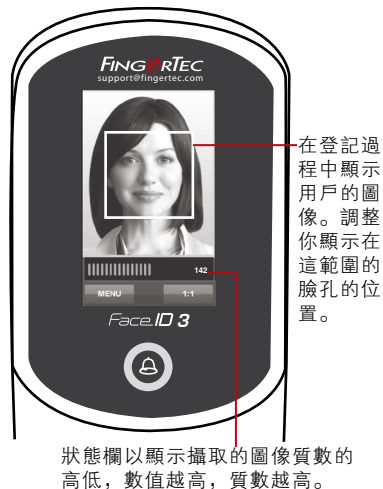 FINGERTEC
support@fingertec.com
142
MENU 1:1
Face ID 3
在登記過
程中顯示
用戶的圖
像。調整
你顯示在
這範圍的
臉孔的位
置。
狀態欄以顯示攝取的圖像質數的
高低，數值越高，質數越高。